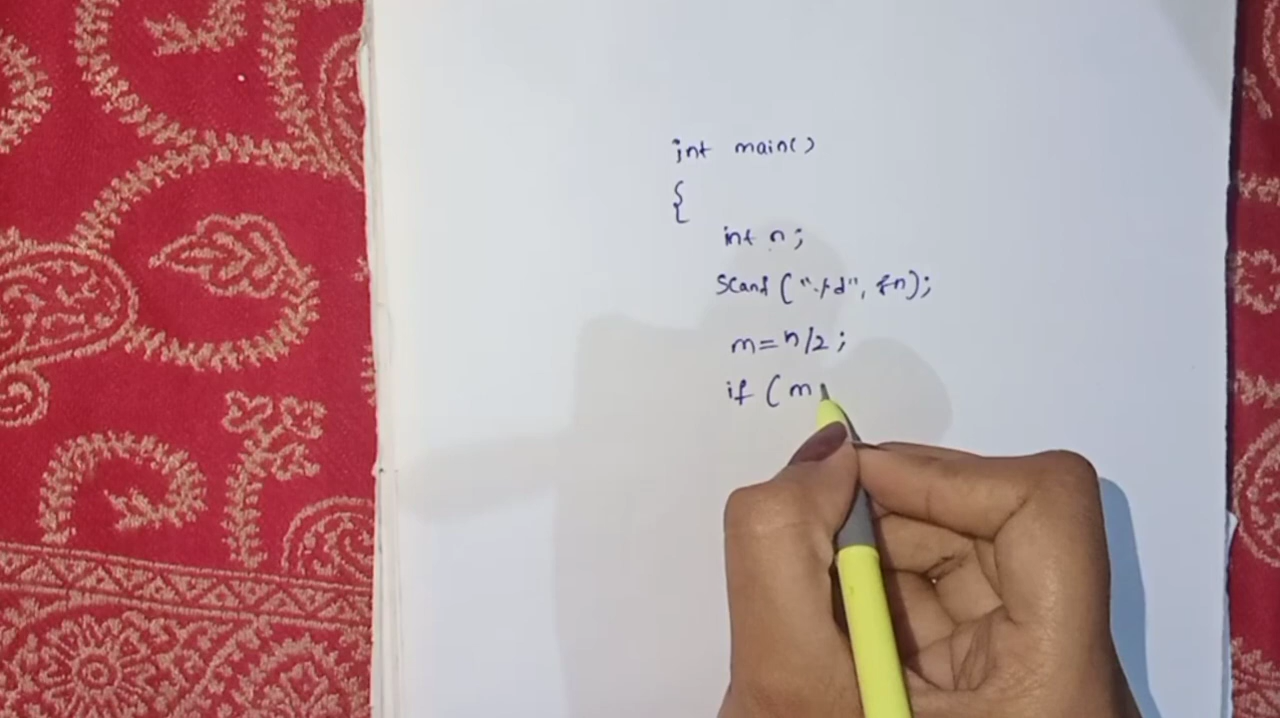 int main()
{
int n;
scanf ("%d", &n);
m=n/2;
if (m